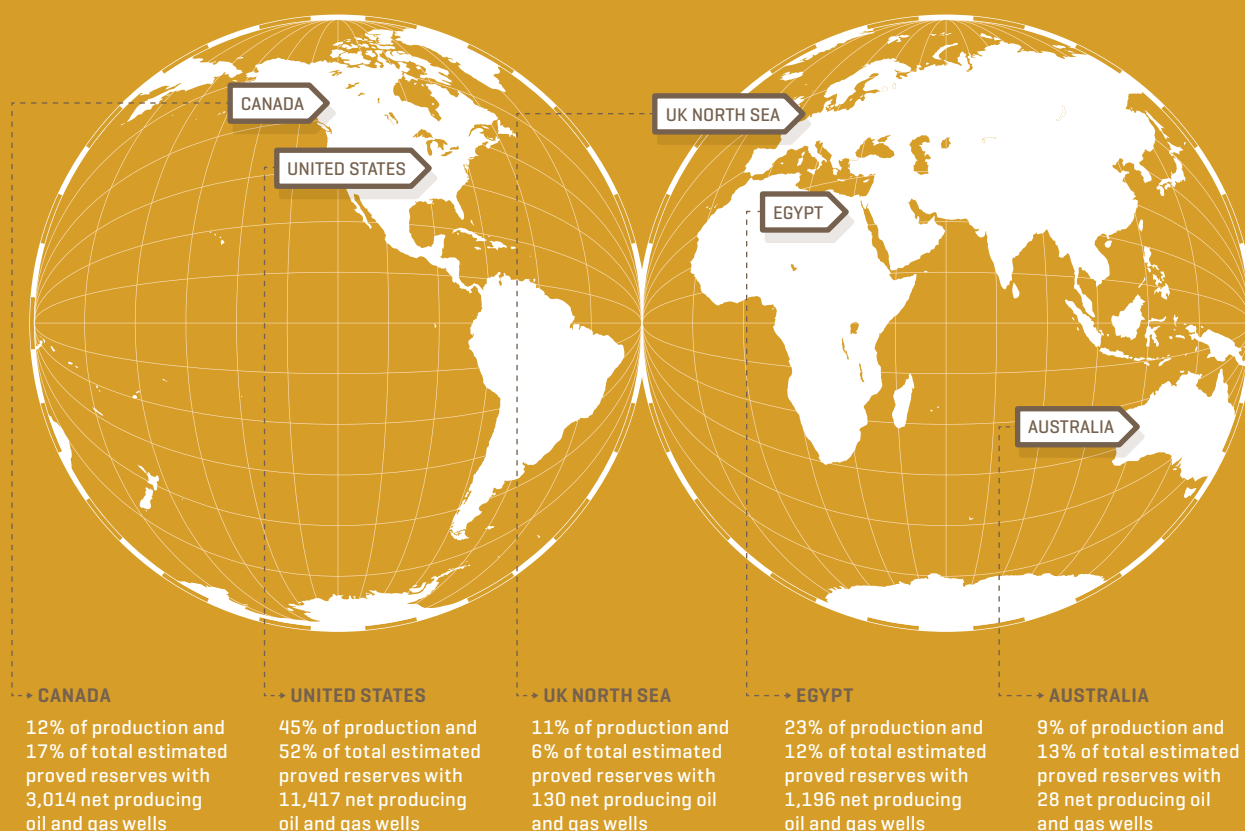 CANADA
UNITED STATES
UK NORTH SEA
EGYPT
AUSTRALIA
CANADA
12% of production and
17% of total estimated
proved reserves with
3,014 net producing
oil and gas wells
UNITED STATES
45% of production and
52% of total estimated
proved reserves with
11,417 net producing
oil and gas wells
UK NORTH SEA
11% of production and
6% of total estimated
proved reserves with
130 net producing oil
and gas wells
EGYPT
23% of production and
12% of total estimated
proved reserves with
1,196 net producing
oil and gas wells
AUSTRALIA
9% of production and
13% of total estimated
proved reserves with
28 net producing oil
and gas wells